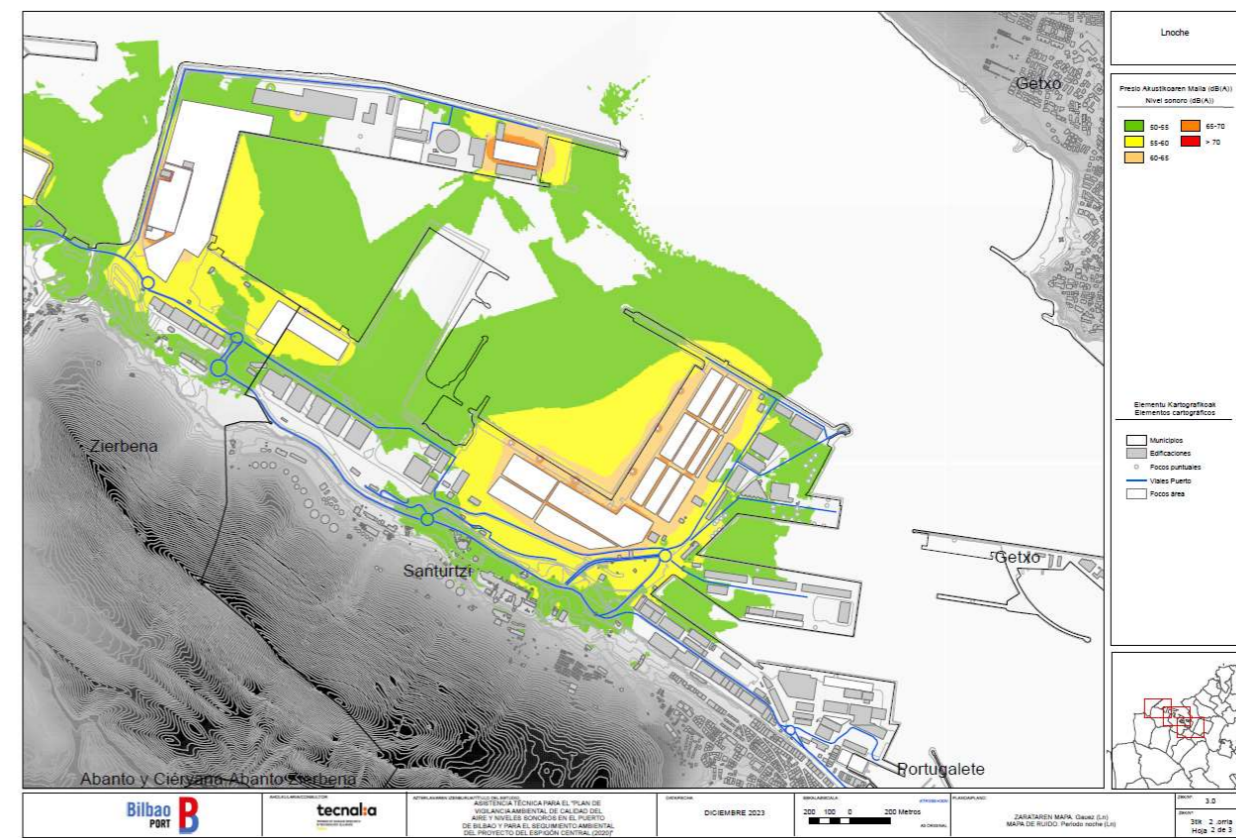 Lnoche
Presio Akustikoaren Maila (dB(A))
Nivel sonoro (dB(A))
50-55
65-70
55-60
> 70
60-65
Elementu Kartografikoak
Elementos cartográficos
Municipios
Edificaciones
Focos puntuales
Viales Puerto
Focos área
Getxo
Zierbena
Santurtzi
Getxo
Portugalete
Abanto y Ciérvana-Abanto Zierbena
Bilbao
PORT
tecnalia
ASISTENCIA TÉCNICA PARA EL "PLAN DE
VIGILANCIA AMBIENTAL DE CALIDAD DEL
AIRE Y NIVELES SONOROS EN EL PUERTO
DE BILBAO Y PARA EL SEGUIMIENTO AMBIENTAL
DEL PROYECTO DEL ESPIGÓN CENTRAL (2020)"
DICIEMBRE 2023
200 100 0 200 Metros
ZARATAREN MAPA. Gauez (Ln)
MAPA DE RUIDO. Periodo noche (Ln)
3.0
3tik 2 .orria
Hoja 2 de 3